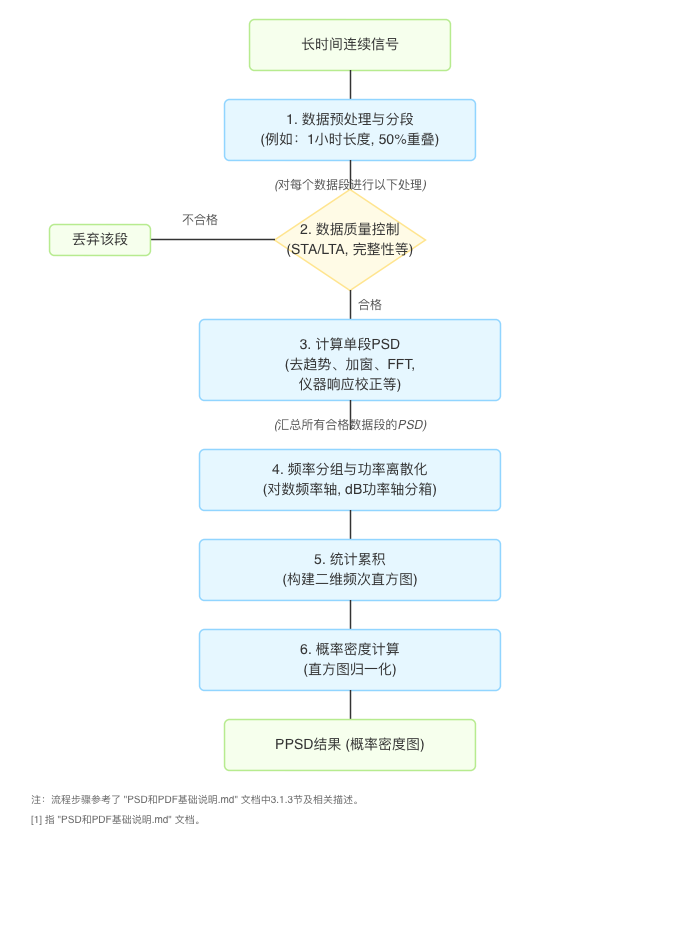 长时间连续信号
1. 数据预处理与分段
(例如：1小时长度, 50%重叠)
(对每个数据段进行以下处理)
不合格
丢弃该段
2. 数据质量控制
(STA/LTA, 完整性等)
合格
3. 计算单段PSD
(去趋势、加窗、FFT,
仪器响应校正等)
(汇总所有合格数据段的PSD)
4. 频率分组与功率离散化
(对数频率轴, dB功率轴分箱)
5. 统计累积
(构建二维频次直方图)
6. 概率密度计算
(直方图归一化)
PPSD结果 (概率密度图)
注：流程步骤参考了 "PSD和PDF基础说明.md" 文档中3.1.3节及相关描述。
[1] 指 "PSD和PDF基础说明.md" 文档。